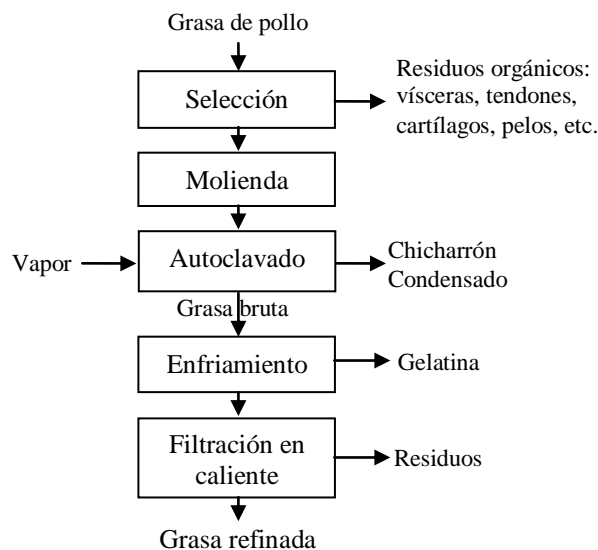 Grasa de pollo
Selección
Residuos orgánicos:
vísceras, tendones,
cartílagos, pelos, etc.
Molienda
Vapor
Autoclavado
Chicharrón
Condensado
Grasa bruta
Enfriamiento
Gelatina
Filtración en
caliente
Residuos
Grasa refinada